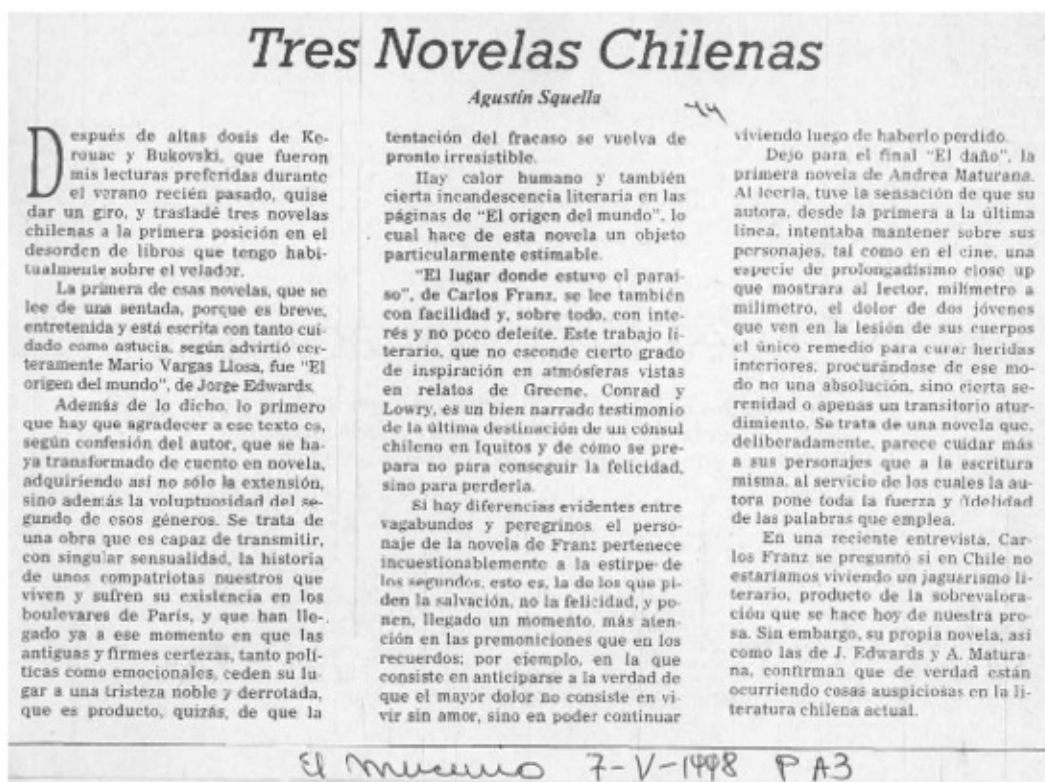 Tres Novelas Chilenas
Agustín Squella
44
Después de altas dosis de Ke-
rouac y Bukovski, que fueron
mis lecturas preferidas durante
el verano recién pasado, quise
dar un giro, y trasladé tres novelas
chilenas a la primera posición en el
desorden de libros que tengo habi-
tualmente sobre el velador.
La primera de esas novelas, que se
lee de una sentada, porque es breve,
entretenida y está escrita con tanto cui-
dado como astucia, según advirtió cer-
teramente Mario Vargas Llosa, fue "El
origen del mundo", de Jorge Edwards.
Además de lo dicho, lo primero
que hay que agradecer a ese texto es,
según confesión del autor, que se ha-
ya transformado de cuento en novela,
adquiriendo así no sólo la extensión,
sino además la voluptuosidad del se-
gundo de esos géneros. Se trata de
una obra que es capaz de transmitir,
con singular sensualidad, la historia
de unos compatriotas nuestros que
viven y sufren su existencia en los
boulevares de París, y que han lle-
gado ya a ese momento en que las
antiguas y firmes certezas, tanto polí-
ticas como emocionales, ceden su lu-
gar a una tristeza noble y derrotada,
que es producto, quizás, de que la
tentación del fracaso se vuelva de
pronto irresistible.
Hay calor humano y también
cierta incandescencia literaria en las
páginas de "El origen del mundo", lo
cual hace de esta novela un objeto
particularmente estimable.
"El lugar donde estuvo el paraí-
so", de Carlos Franz, se lee también
con facilidad y, sobre todo, con inte-
rés y no poco deleite. Este trabajo li-
terario, que no esconde cierto grado
de inspiración en atmósferas vistas
en relatos de Greene, Conrad y
Lowry, es un bien narrado testimonio
de la última destinación de un cónsul
chileno en Iquitos y de cómo se pre-
para no para conseguir la felicidad,
sino para perderla.
Si hay diferencias evidentes entre
vagabundos y peregrinos, el perso-
naje de la novela de Franz pertenece
incuestionablemente a la estirpe de
los segundos, esto es, la de los que pi-
den la salvación, no la felicidad, y po-
nen, llegado un momento, más aten-
ción en las premoniciones que en los
recuerdos; por ejemplo, en la que
consiste en anticiparse a la verdad de
que el mayor dolor no consiste en vi-
vir sin amor, sino en poder continuar
viviendo luego de haberlo perdido.
Dejo para el final "El daño", la
primera novela de Andrea Maturana.
Al leerla, tuve la sensación de que su
autora, desde la primera a la última
línea, intentaba mantener sobre sus
personajes, tal como en el cine, una
especie de prolongadísimo close up
que mostrara al lector, milímetro a
milímetro, el dolor de dos jóvenes
que ven en la lesión de sus cuerpos
el único remedio para curar heridas
interiores, procurándose de ese mo-
do no una absolución, sino cierta se-
renidad o apenas un transitorio atur-
dimiento. Se trata de una novela que,
deliberadamente, parece cuidar más
a sus personajes que a la escritura
misma, al servicio de los cuales la au-
tora pone toda la fuerza y fidelidad
de las palabras que emplea.
En una reciente entrevista, Car-
los Franz se preguntó si en Chile no
estaríamos viviendo un jaguarismo li-
terario, producto de la sobrevalora-
ción que se hace hoy de nuestra pro-
sa. Sin embargo, su propia novela, así
como las de J. Edwards y A. Matura-
na, confirman que de verdad están
ocurriendo cosas auspiciosas en la li-
teratura chilena actual.
El Mercurio 7-V-1998 P A3